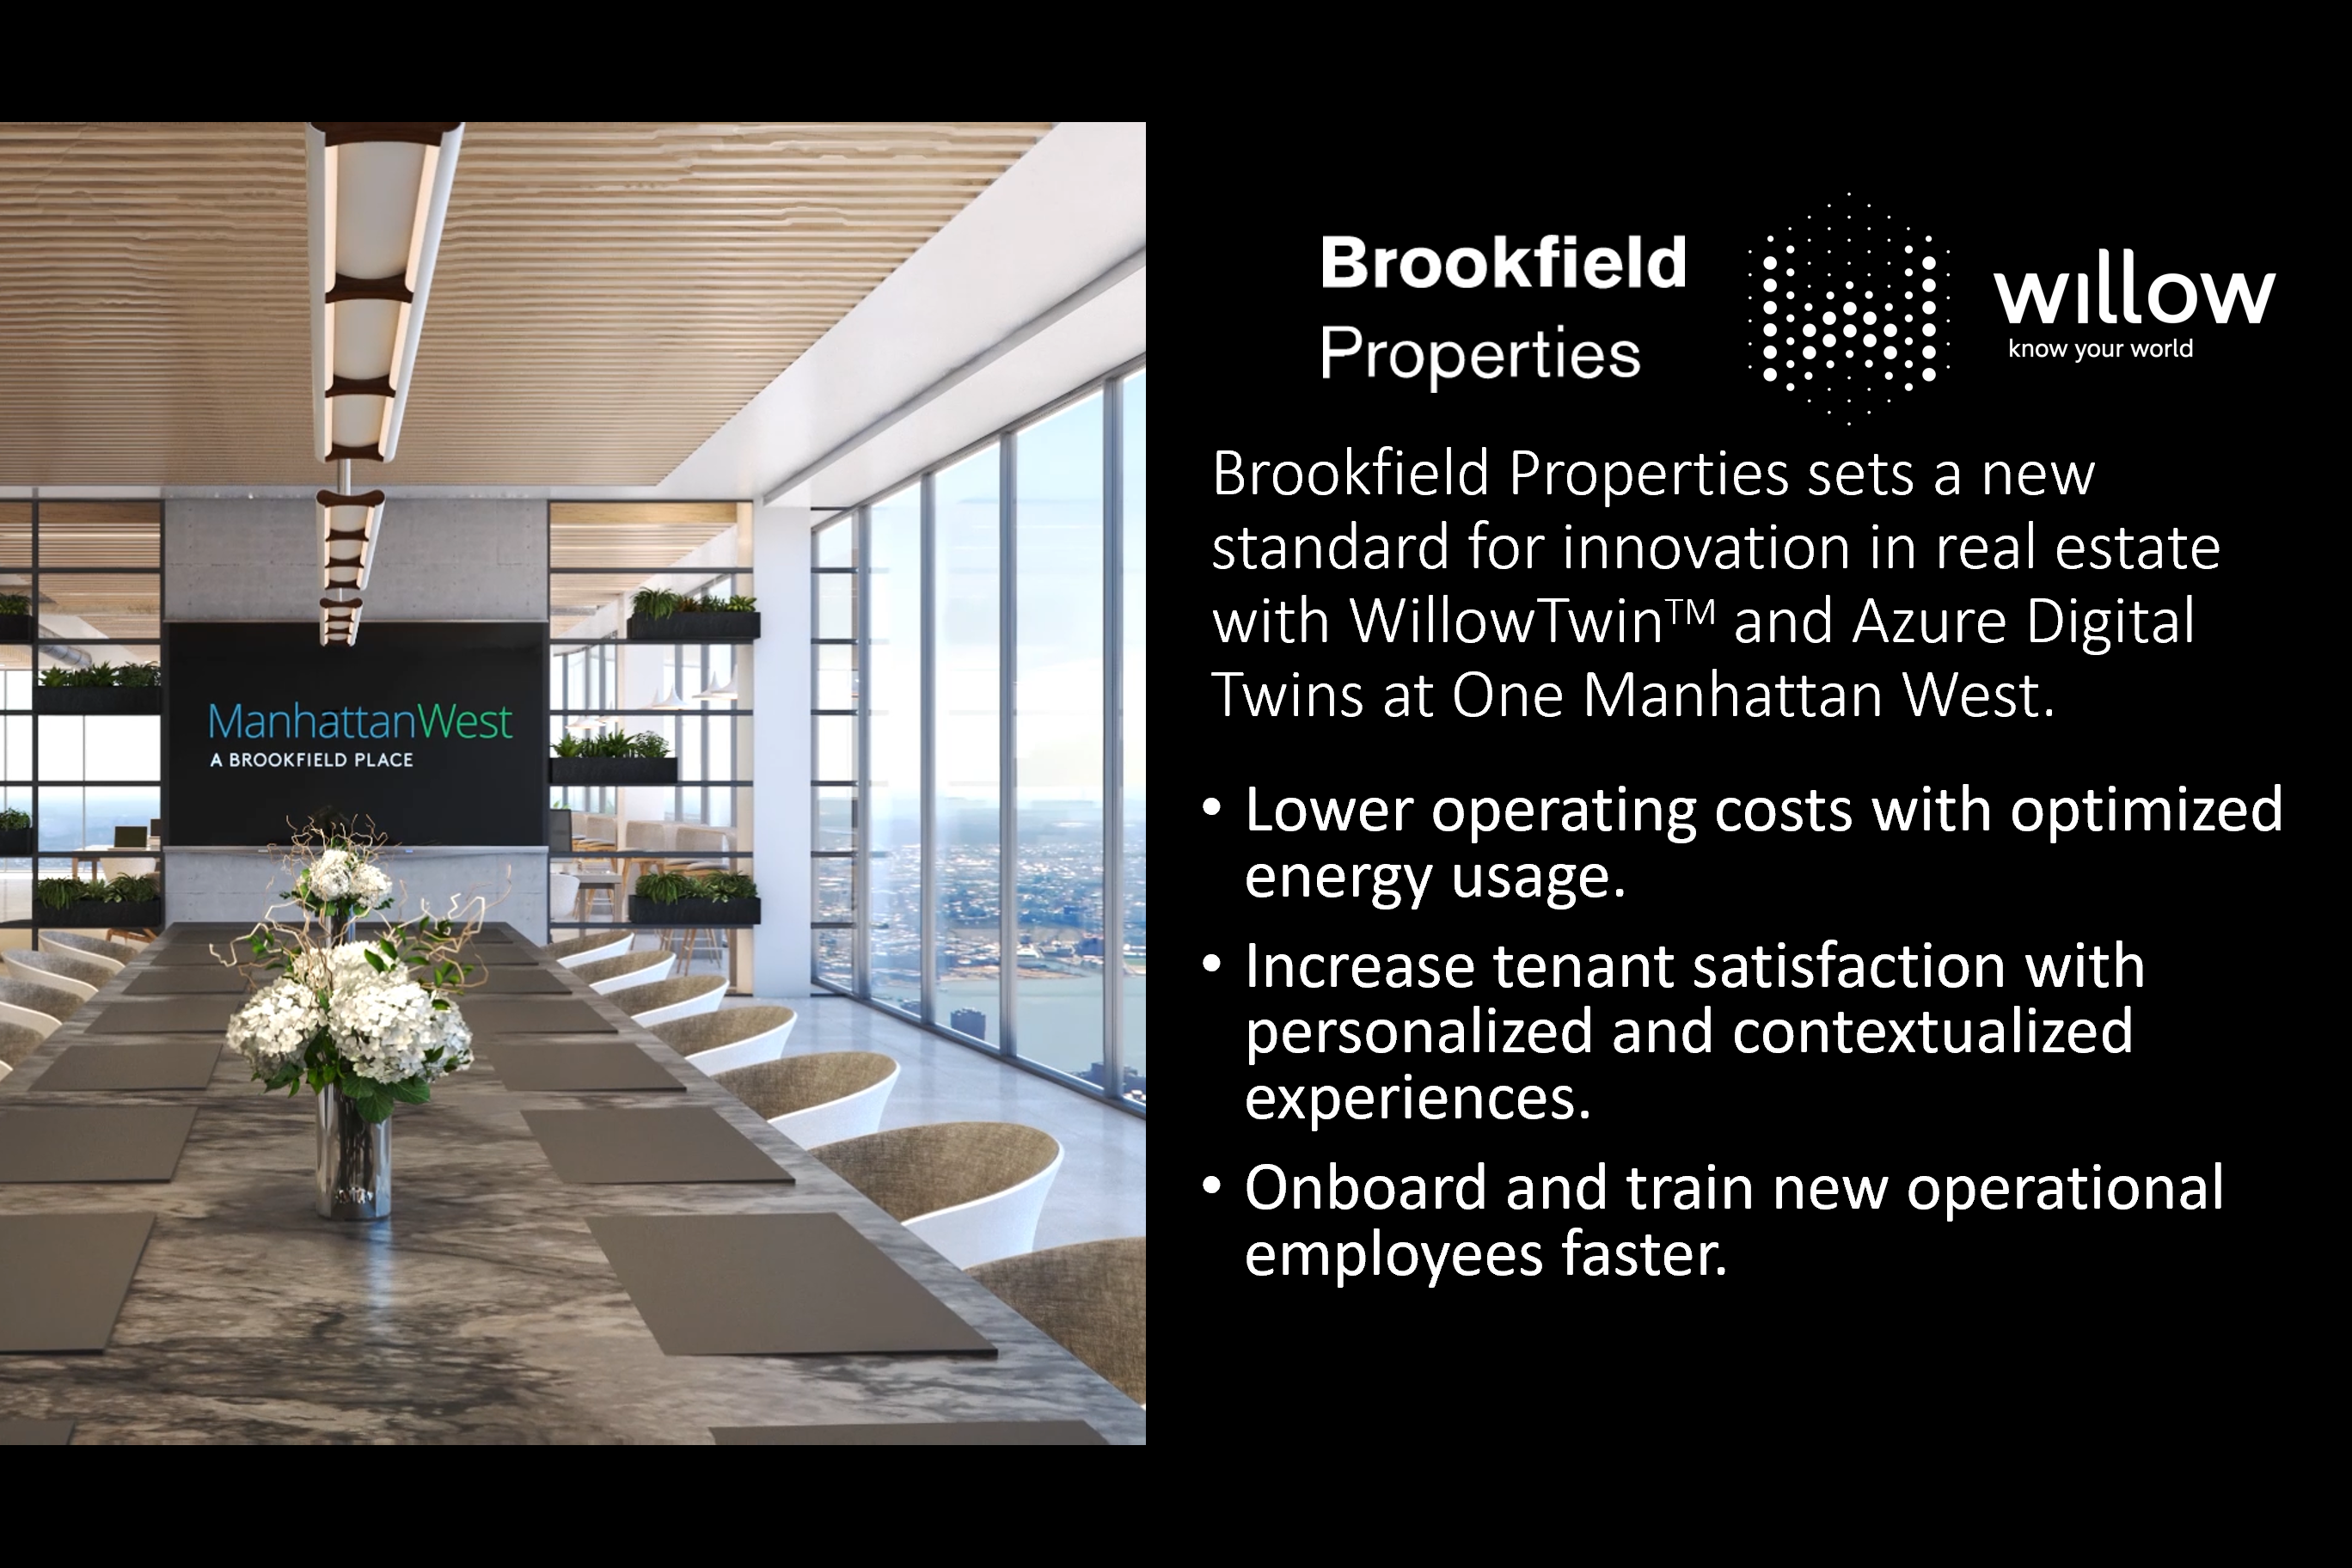 ManhattanWest
A BROOKFIELD PLACE
Brookfield
Properties
willow
know your world
Brookfield Properties sets a new
standard for innovation in real estate
with WillowTwin™ and Azure Digital
Twins at One Manhattan West.
• Lower operating costs with optimized
energy usage.
• Increase tenant satisfaction with
personalized and contextualized
experiences.
• Onboard and train new operational
employees faster.